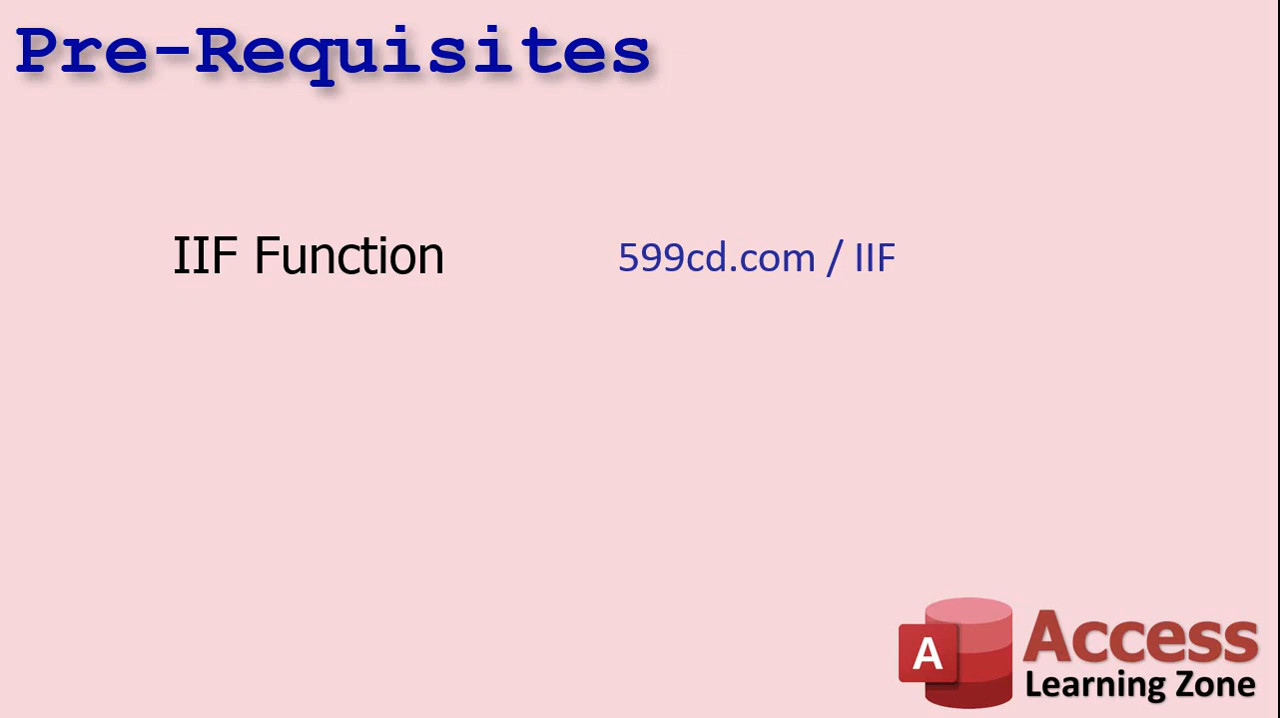 Pre-Requisites
IIF Function
599cd.com / IIF
A
Access
Learning Zone